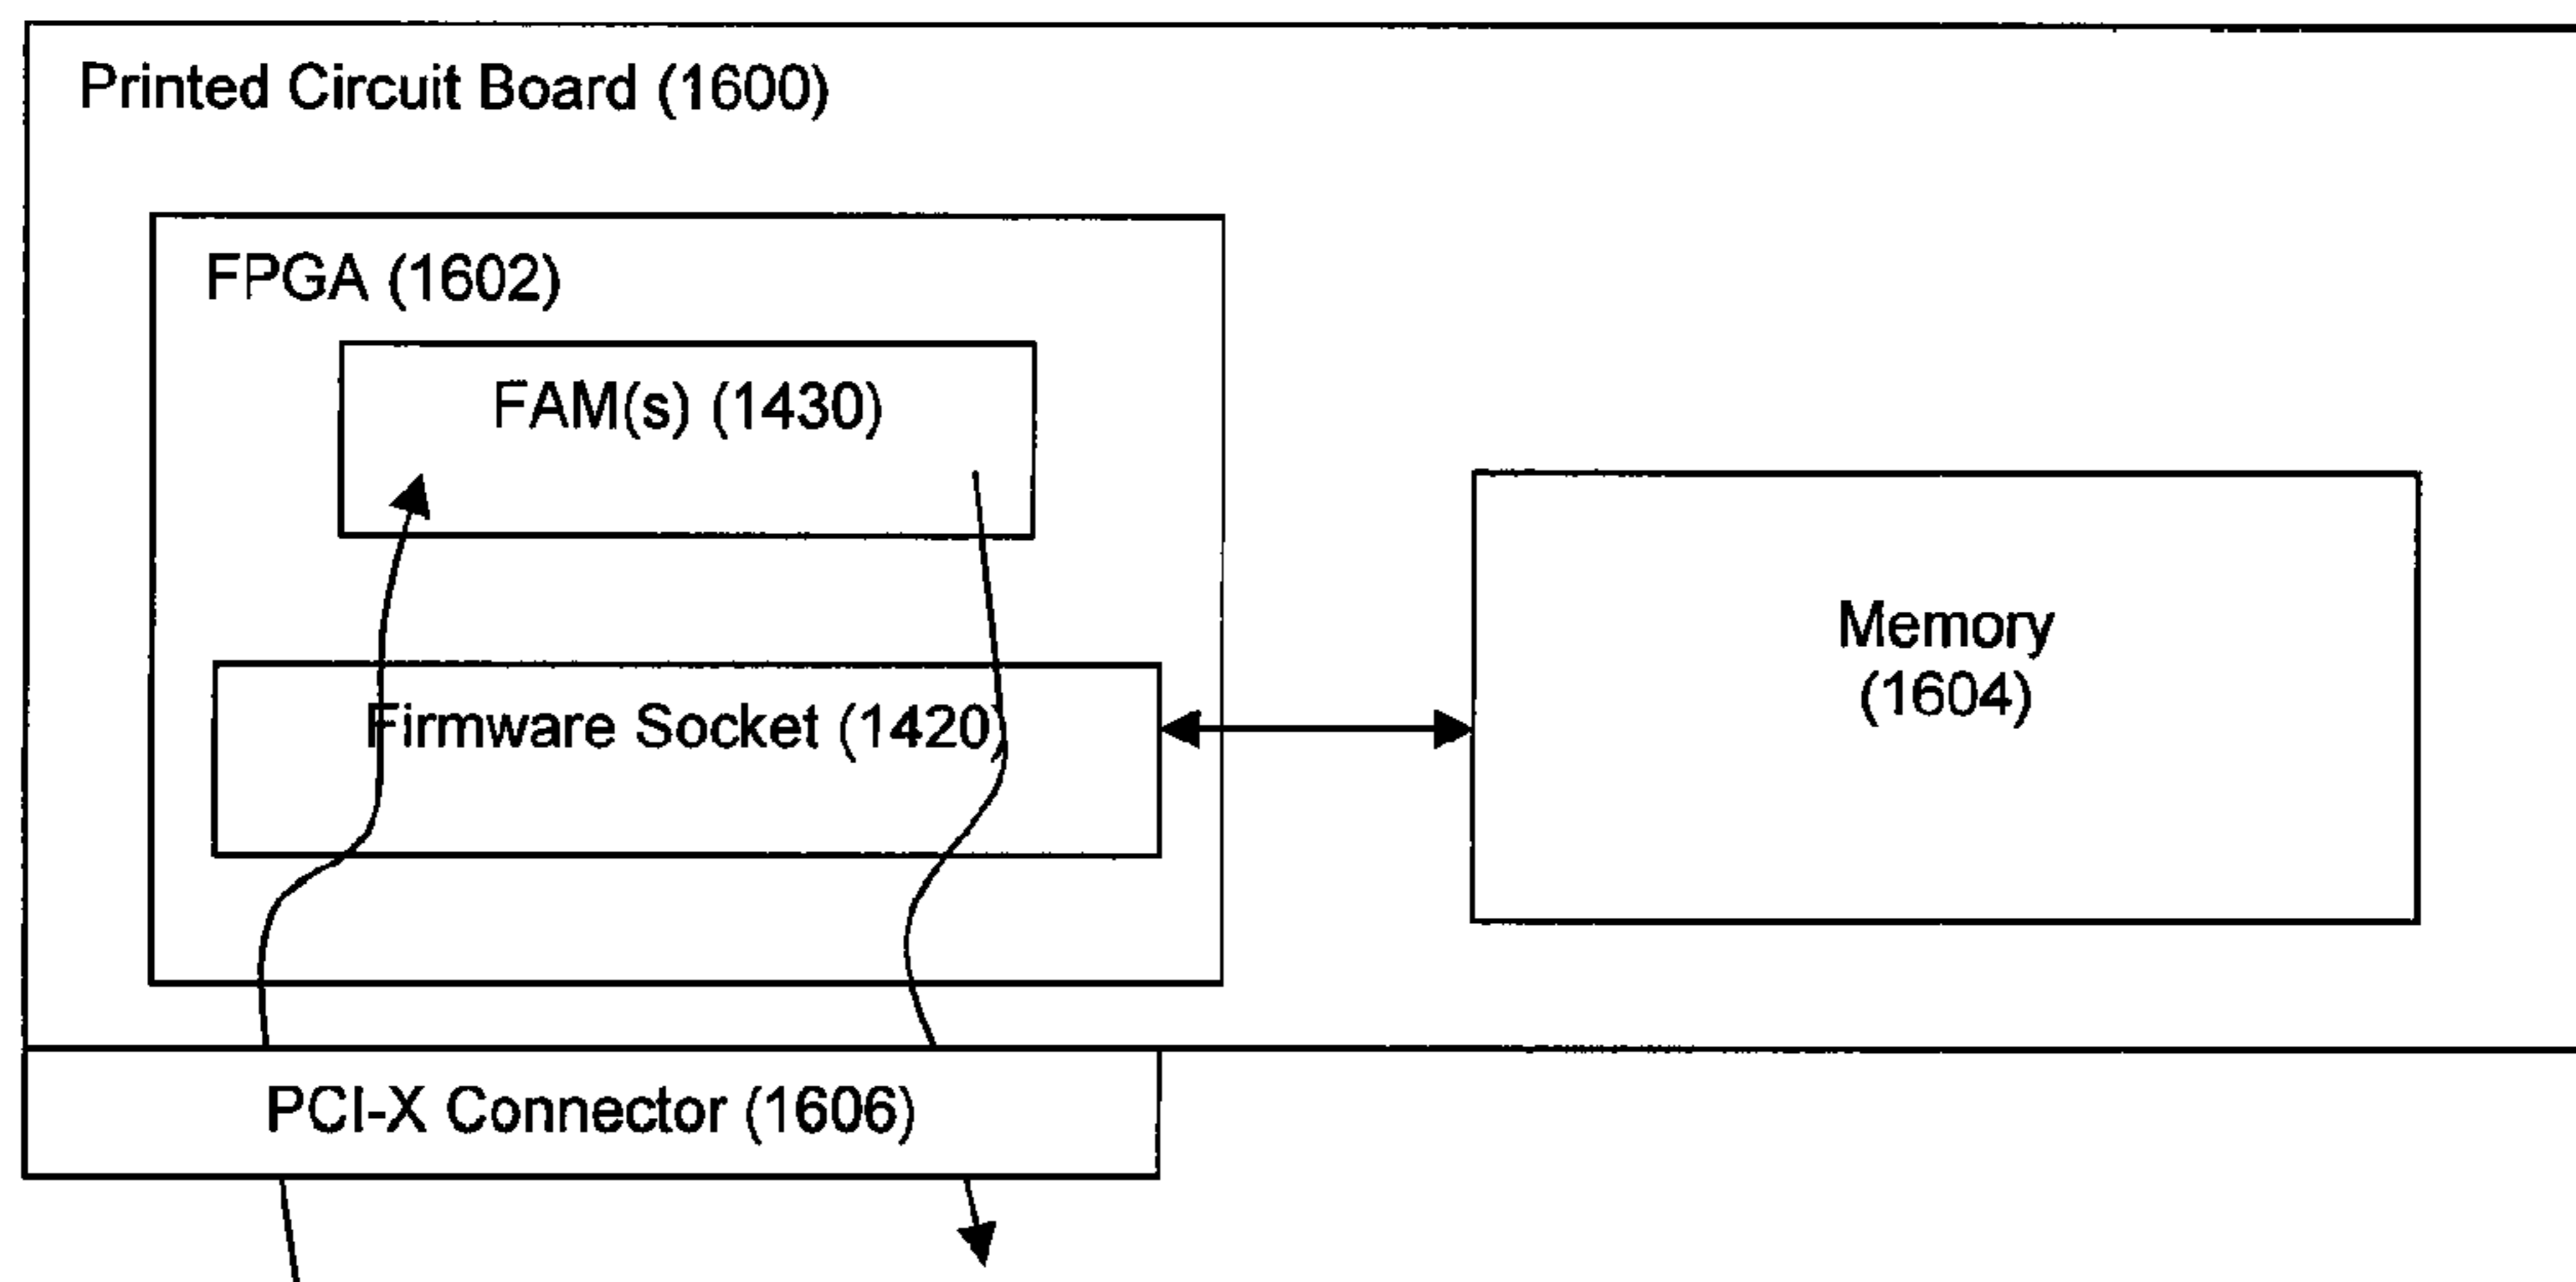 Printed Circuit Board (1600)
FPGA (1602)
FAM(s) (1430)
Memory
(1604)
Firmware Socket (1420)
PCI-X Connector (1606)